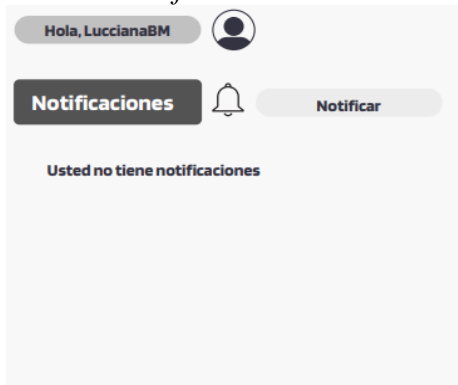 Hola, LuccianaBM
Notificaciones
Notificar
Usted no tiene notificaciones